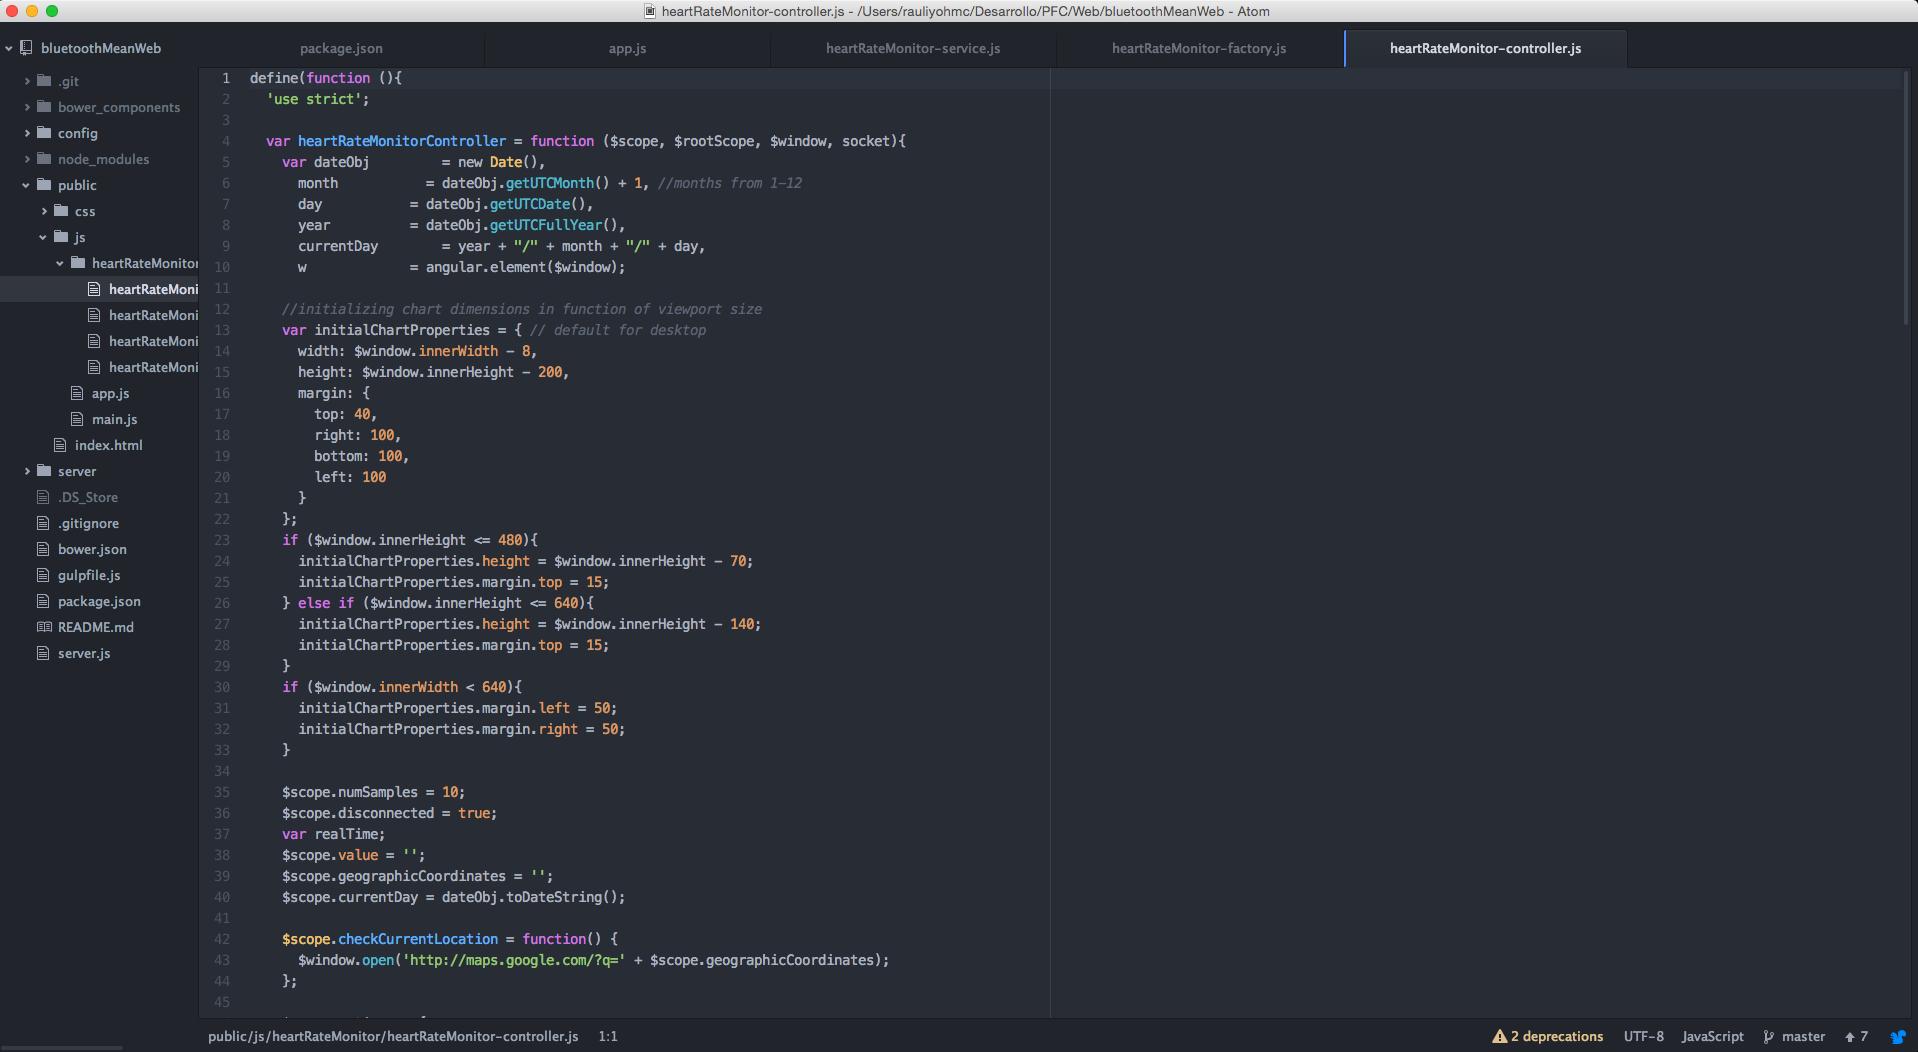 heartRateMonitor-controller.js - /Users/rauliyohmc/Desarrollo/PFC/Web/bluetoothMeanWeb - Atom
bluetoothMeanWeb
.git
bower_components
config
node_modules
public
css
js
heartRateMonitor
heartRateMoni
heartRateMoni
heartRateMoni
heartRateMoni
app.js
main.js
index.html
server
.DS_Store
.gitignore
bower.json
gulpfile.js
package.json
README.md
server.js
package.json
app.js
heartRateMonitor-service.js
heartRateMonitor-factory.js
heartRateMonitor-controller.js
1 define(function (){
2   'use strict';
3
4   var heartRateMonitorController = function ($scope, $rootScope, $window, socket){
5     var dateObj         = new Date(),
6       month           = dateObj.getUTCMonth() + 1, //months from 1-12
7       day           = dateObj.getUTCDate(),
8       year          = dateObj.getUTCFullYear(),
9       currentDay        = year + "/" + month + "/" + day,
10       w             = angular.element($window);
11
12     //initializing chart dimensions in function of viewport size
13     var initialChartProperties = { // default for desktop
14       width: $window.innerWidth - 8,
15       height: $window.innerHeight - 200,
16       margin: {
17         top: 40,
18         right: 100,
19         bottom: 100,
20         left: 100
21       }
22     };
23     if ($window.innerHeight <= 480){
24       initialChartProperties.height = $window.innerHeight - 70;
25       initialChartProperties.margin.top = 15;
26     } else if ($window.innerHeight <= 640){
27       initialChartProperties.height = $window.innerHeight - 140;
28       initialChartProperties.margin.top = 15;
29     }
30     if ($window.innerWidth < 640){
31       initialChartProperties.margin.left = 50;
32       initialChartProperties.margin.right = 50;
33     }
34
35     $scope.numSamples = 10;
36     $scope.disconnected = true;
37     var realTime;
38     $scope.value = '';
39     $scope.geographicCoordinates = '';
40     $scope.currentDay = dateObj.toDateString();
41
42     $scope.checkCurrentLocation = function() {
43       $window.open('http://maps.google.com/?q=' + $scope.geographicCoordinates);
44     };
45
public/js/heartRateMonitor/heartRateMonitor-controller.js 1:1
2 deprecations UTF-8 JavaScript master 7